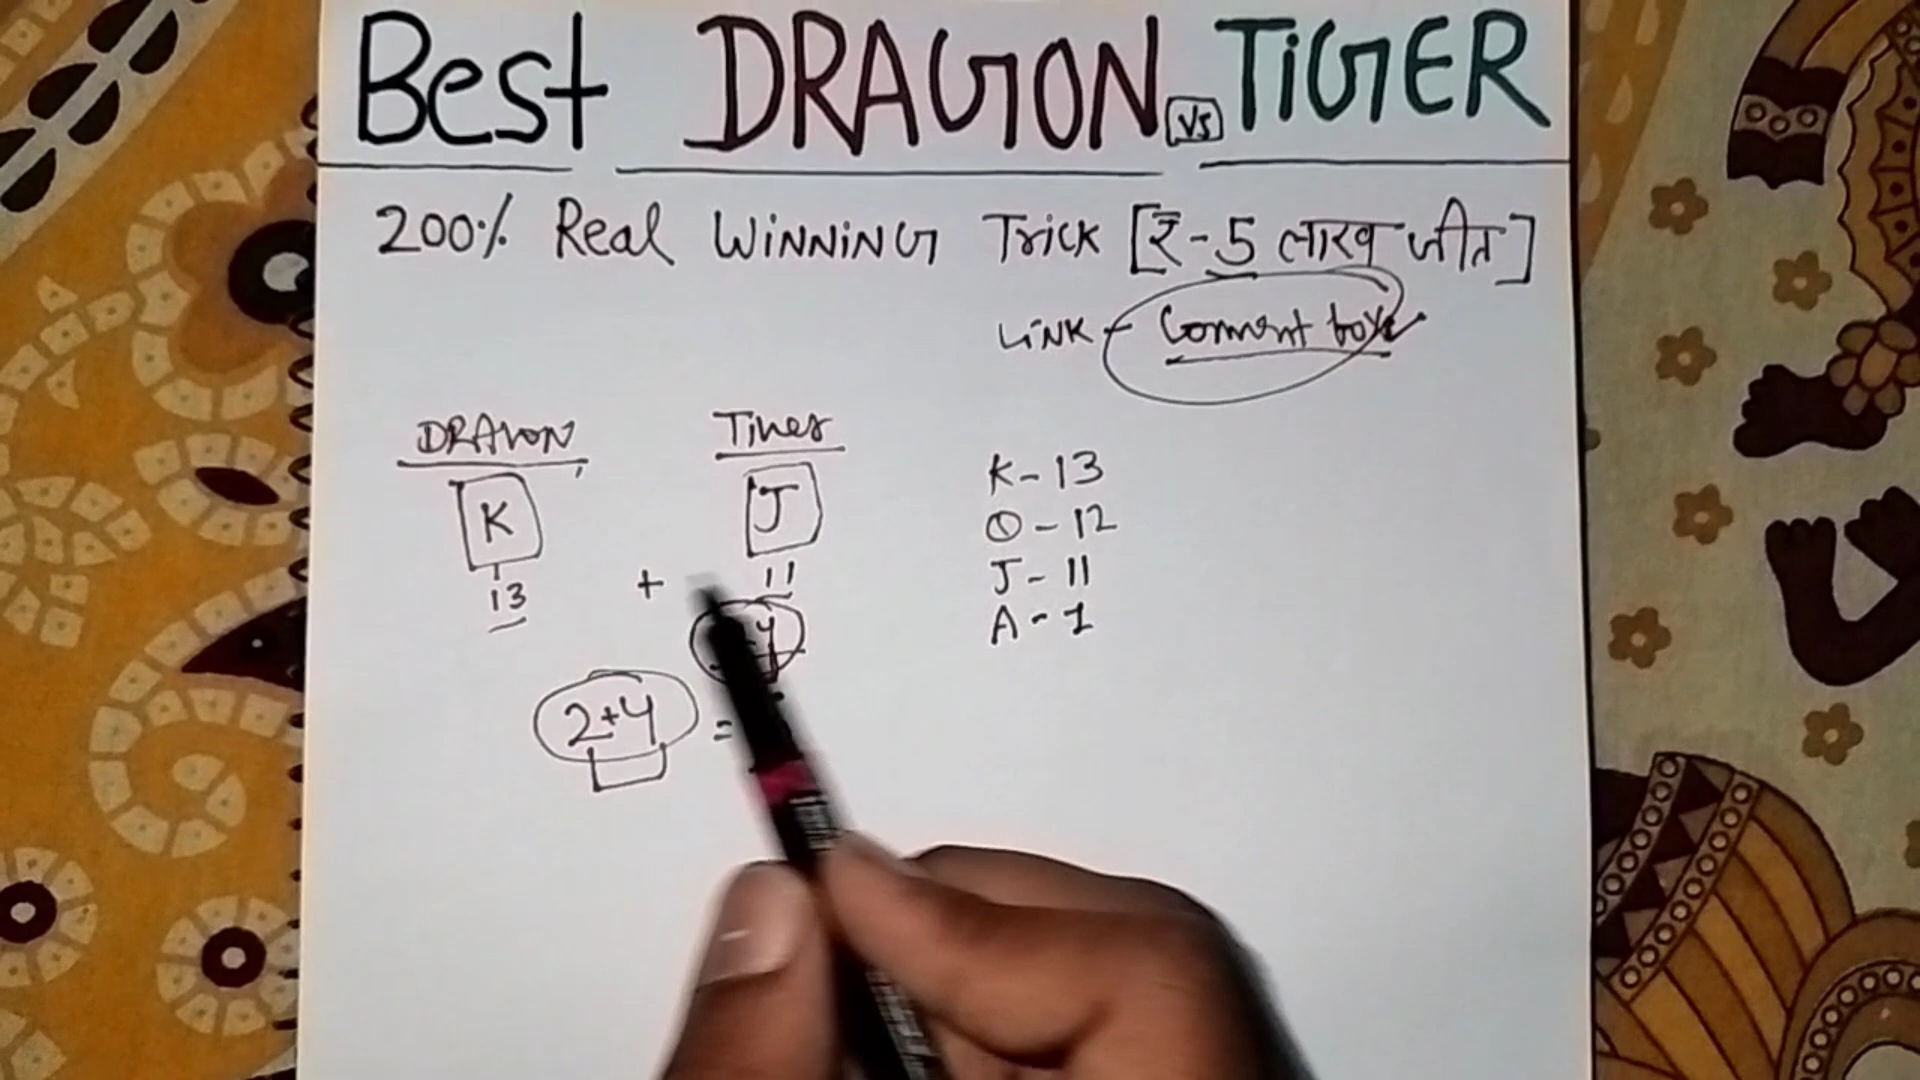 Best DRAGON vs TIGER
200% Real WINNING Trick [₹-5 लाख जीत]
LINK - Comment box
DRAGON Tiger
K J K - 13
Q - 12
13 + 11 J - 11
A - 1
2+4 =